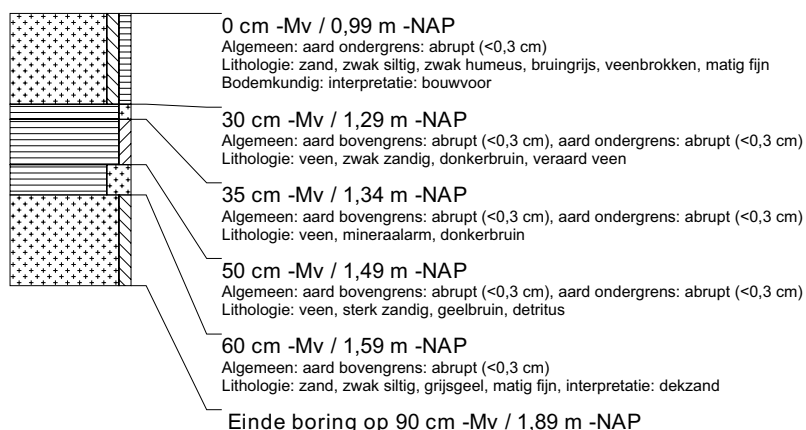 0 cm -Mv / 0,99 m -NAP
Algemeen: aard ondergrens: abrupt (<0,3 cm)
Lithologie: zand, zwak siltig, zwak humeus, bruingrijs, veenbrokken, matig fijn
Bodemkundig: interpretatie: bouwvoor
30 cm -Mv / 1,29 m -NAP
Algemeen: aard bovengrens: abrupt (<0,3 cm), aard ondergrens: abrupt (<0,3 cm)
Lithologie: veen, zwak zandig, donkerbruin, veraard veen
35 cm -Mv / 1,34 m -NAP
Algemeen: aard bovengrens: abrupt (<0,3 cm), aard ondergrens: abrupt (<0,3 cm)
Lithologie: veen, mineraalarm, donkerbruin
50 cm -Mv / 1,49 m -NAP
Algemeen: aard bovengrens: abrupt (<0,3 cm), aard ondergrens: abrupt (<0,3 cm)
Lithologie: veen, sterk zandig, geelbruin, detritus
60 cm -Mv / 1,59 m -NAP
Algemeen: aard bovengrens: abrupt (<0,3 cm)
Lithologie: zand, zwak siltig, grijsgeel, matig fijn, interpretatie: dekzand
Einde boring op 90 cm -Mv / 1,89 m -NAP